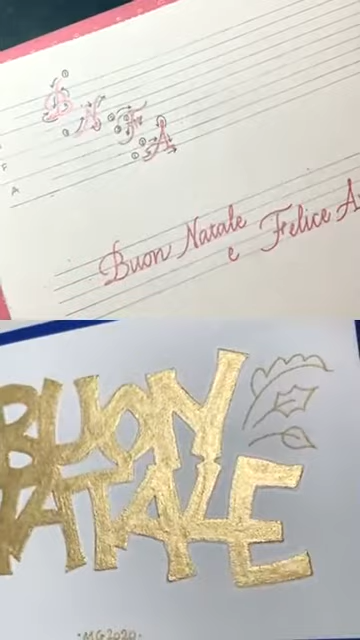 B N F A
F
A
Buon Natale
e Felice A
BUON
NATALE
·MG2020·